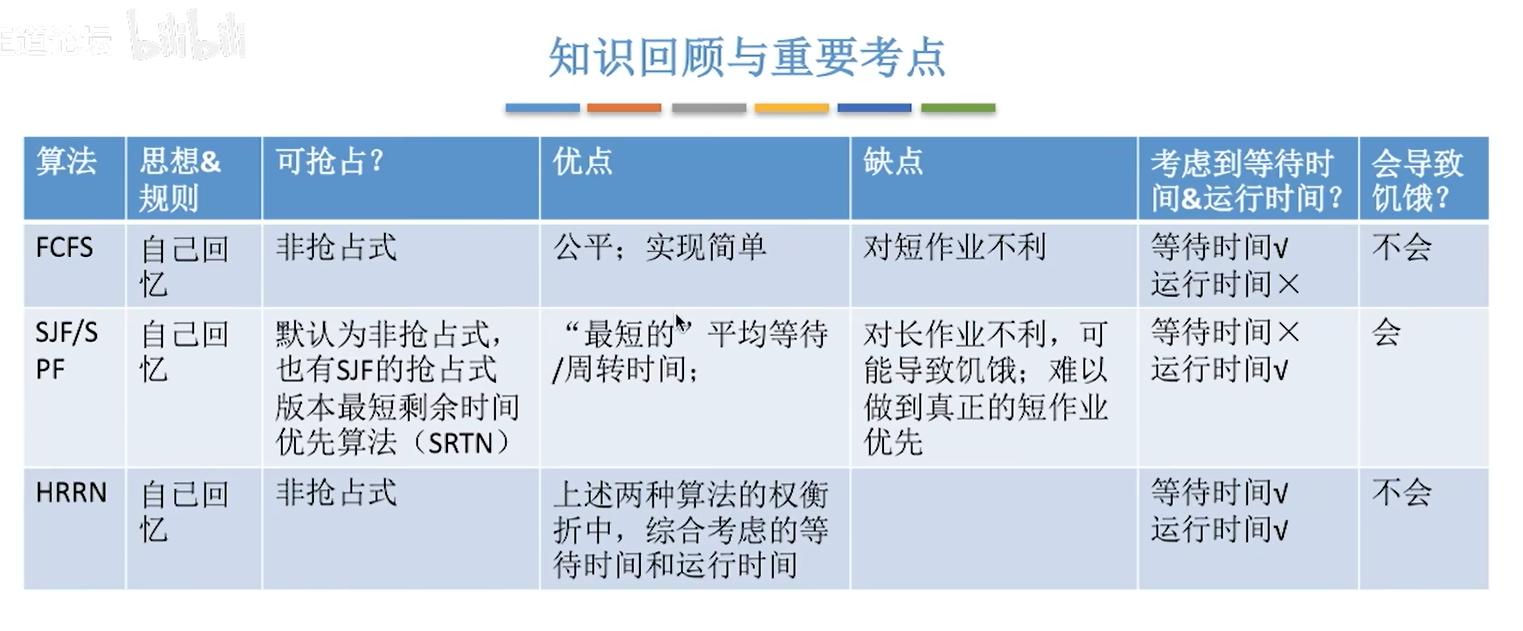 王道论坛 bilibili
知识回顾与重要考点
算法
思想&
规则
可抢占？
优点
缺点
考虑到等待时
间&运行时间？
会导致
饥饿？
FCFS
自己回
忆
非抢占式
公平；实现简单
对短作业不利
等待时间√
运行时间×
不会
SJF/S
PF
自己回
忆
默认为非抢占式，
也有SJF的抢占式
版本最短剩余时间
优先算法（SRTN）
“最短的”平均等待
/周转时间；
对长作业不利，可
能导致饥饿；难以
做到真正的短作业
优先
等待时间×
运行时间√
会
HRRN
自己回
忆
非抢占式
上述两种算法的权衡
折中，综合考虑的等
待时间和运行时间
等待时间√
运行时间√
不会